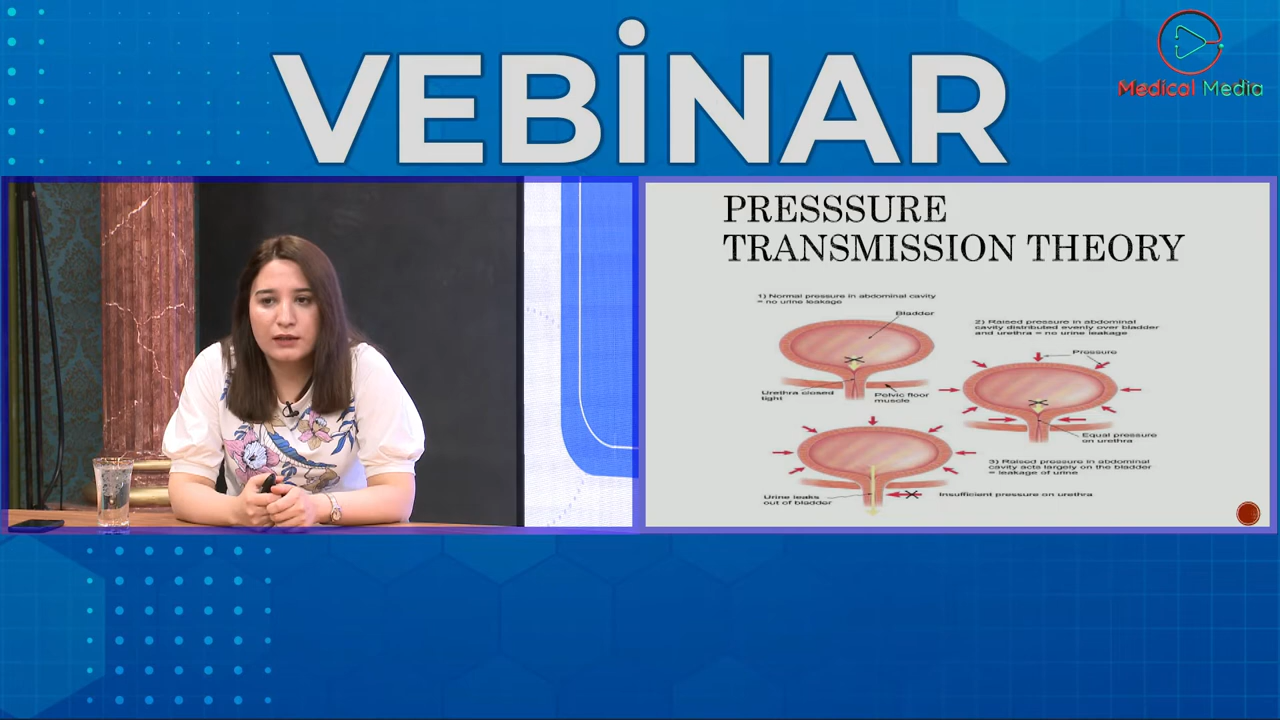 VEBİNAR
Medical Media
PRESSSURE
TRANSMISSION THEORY
1) Normal pressure in abdominal cavity
= no urine leakage
Bladder
Urethra closed
tight
Pelvic floor
muscle
2) Raised pressure in abdominal
cavity distributed evenly over bladder
and urethra = no urine leakage
Pressure
Equal pressure
on urethra
3) Raised pressure in abdominal
cavity acts largely on the bladder
= leakage of urine
Urine leaks
out of bladder
Insufficient pressure on urethra